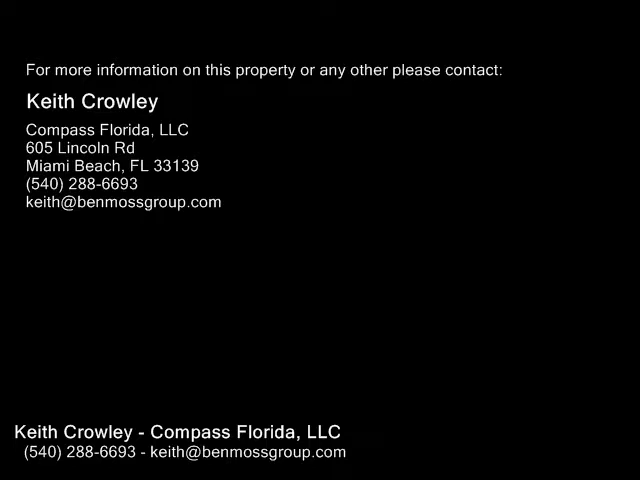 For more information on this property or any other please contact:
Keith Crowley
Compass Florida, LLC
605 Lincoln Rd
Miami Beach, FL 33139
(540) 288-6693
keith@benmossgroup.com
Keith Crowley - Compass Florida, LLC
(540) 288-6693 - keith@benmossgroup.com